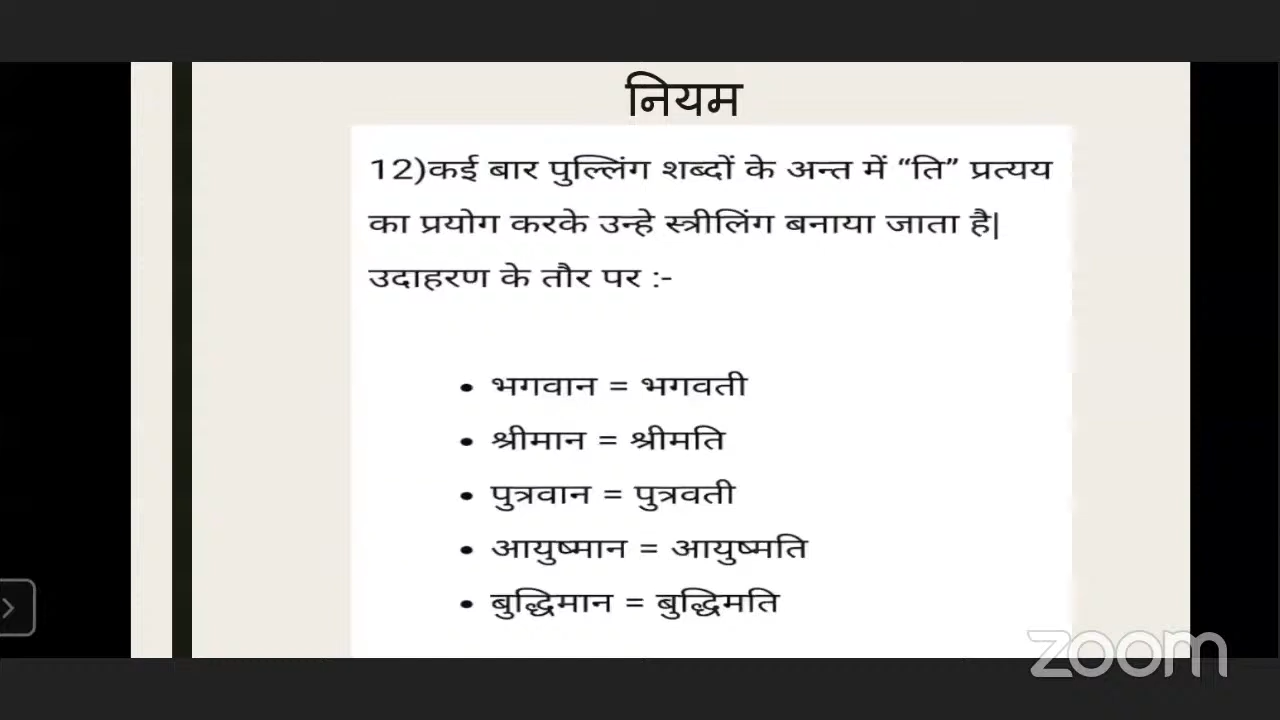 नियम
12)कई बार पुल्लिंग शब्दों के अन्त में “ति” प्रत्यय
का प्रयोग करके उन्हे स्त्रीलिंग बनाया जाता है|
उदाहरण के तौर पर :-
• भगवान = भगवती
• श्रीमान = श्रीमति
• पुत्रवान = पुत्रवती
• आयुष्मान = आयुष्मति
• बुद्धिमान = बुद्धिमति
zoom